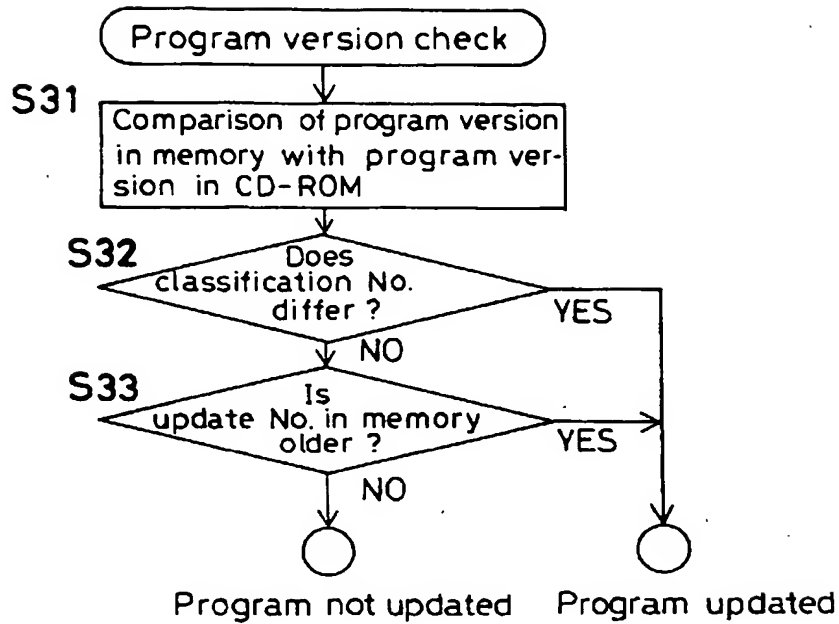 Program version check
S31
Comparison of program version
in memory with program ver-
sion in CD-ROM
S32
Does
classification No.
differ ?
YES
NO
S33
Is
update No. in memory
older ?
YES
NO
Program not updated
Program updated